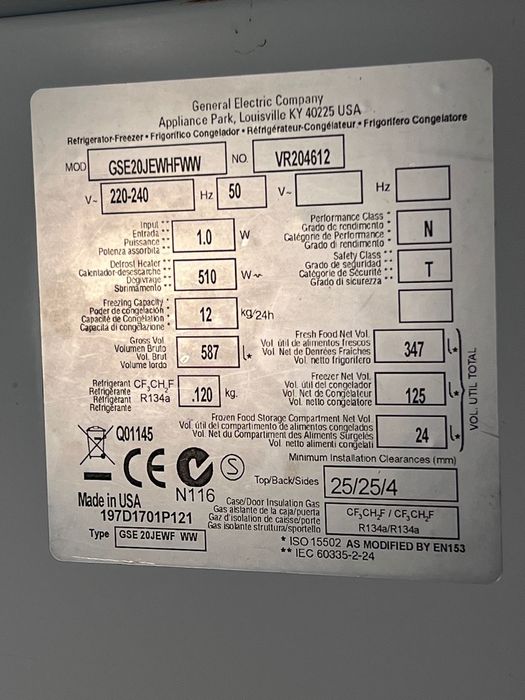 General Electric Company
Appliance Park, Louisville KY 40225 USA
Refrigerator-Freezer • Frigorifico Congelador • Réfrigérateur-Congélateur • Frigorifero Congelatore
MOD GSE20JEWHFWW NO. VR204612
V~ 220-240 Hz 50 V~ Hz
Input **
Entrada **
Puissance **
Potenza assorbita **
1.0 W
Performance Class *
Grado de rendimento *
Catégorie de Performance *
Grado di rendimento *
N
Defrost Heater **
Calentador-desescarche **
Degivrage **
Sbrinamento **
510 W
Safety Class **
Grado de seguridad **
Catégorie de Sécurité **
Grado di sicurezza **
T
Freezing Capacity *
Poder de congelación *
Capacité de Congélation *
Capacità di congelazione *
12 kg/24h
Gross Vol
Volumen Bruto
Vol. Brut
Volume lordo
587 L*
Fresh Food Net Vol.
Vol útil de alimentos frescos
Vol. Net de Denrées Fraiches
Vol. netto frigorifero
347 L*
Refrigerant
Refrigérante
Réfrigérant
Refrigerante
CF₃CH₂F
R134a
.120 kg.
Freezer Net Vol.
Vol. útil del congelador
Vol. Net de Congélateur
Vol. netto congelatore
125 L*
Frozen Food Storage Compartment Net Vol
Vol. útil del compartimento de alimentos congelados
Vol. Net du Compartiment des Aliments Surgelés
Vol. netto alimenti congelati
24 L*
VOL. UTIL TOTAL
Q01145
CE
S
N116
Minimum Installation Clearances (mm)
Top/Back/Sides 25/25/4
Made in USA
197D1701P121
Type GSE 20JEWF WW
Case/Door Insulation Gas
Gas aislante de la caja/puerta
Gaz d'isolation de caisse/porte
Gas isolante struttura/sportello
CF₃CH₂F / CF₃CH₂F
R134a/R134a
* ISO 15502 AS MODIFIED BY EN153
** IEC 60335-2-24